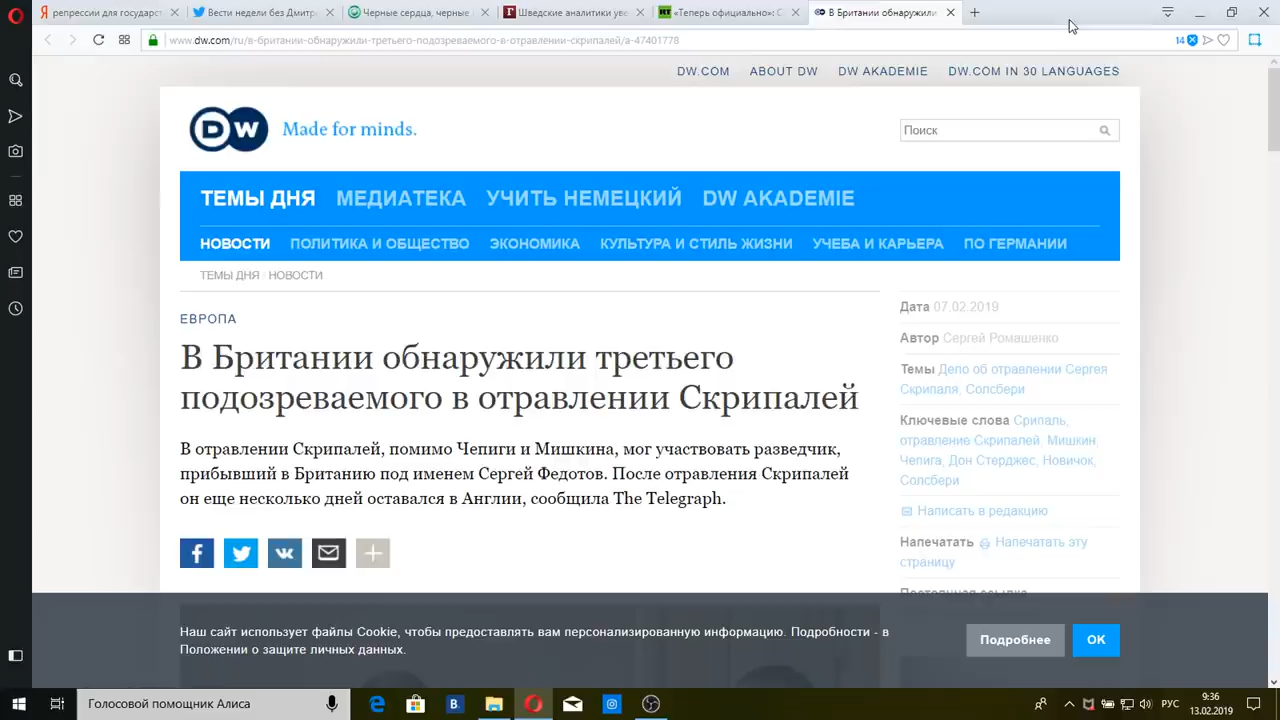 репрессии для государст
Вести недели без Дмитр
Черные сердца, черные
Шведские аналитики уве
«Теперь официально»: С
В Британии обнаружили
www.dw.com/ru/в-британии-обнаружили-третьего-подозреваемого-в-отравлении-скрипалей/a-47401778
14
DW.COM ABOUT DW DW AKADEMIE DW.COM IN 30 LANGUAGES
DW Made for minds.
Поиск
ТЕМЫ ДНЯ МЕДИАТЕКА УЧИТЬ НЕМЕЦКИЙ DW AKADEMIE
НОВОСТИ ПОЛИТИКА И ОБЩЕСТВО ЭКОНОМИКА КУЛЬТУРА И СТИЛЬ ЖИЗНИ УЧЕБА И КАРЬЕРА ПО ГЕРМАНИИ
ТЕМЫ ДНЯ / НОВОСТИ
ЕВРОПА
В Британии обнаружили третьего
подозреваемого в отравлении Скрипалей
В отравлении Скрипалей, помимо Чепиги и Мишкина, мог участвовать разведчик,
прибывший в Британию под именем Сергей Федотов. После отравления Скрипалей
он еще несколько дней оставался в Англии, сообщила The Telegraph.
Дата 07.02.2019
Автор Сергей Ромашенко
Темы Дело об отравлении Сергея
Скрипаля, Солсбери
Ключевые слова Срипаль,
отравление Скрипалей, Мишкин,
Чепига, Дон Стерджес, Новичок,
Солсбери
Написать в редакцию
Напечатать Напечатать эту
страницу
Постоянная ссылка
Наш сайт использует файлы Cookie, чтобы предоставлять вам персонализированную информацию. Подробности - в
Положении о защите личных данных.
Подробнее
OK
Голосовой помощник Алиса
РУС
9:36
13.02.2019